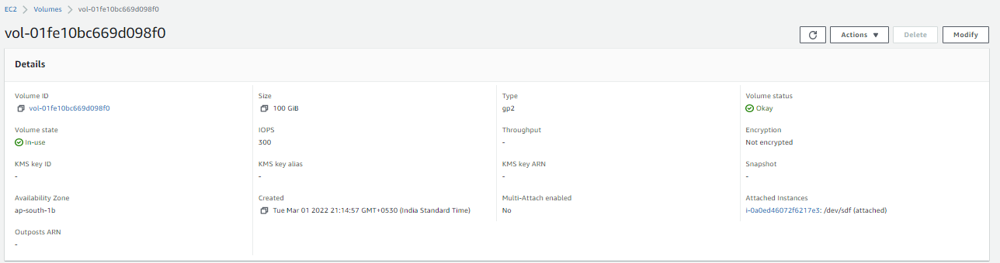 EC2 > Volumes > vol-01fe10bc669d098f0
vol-01fe10bc669d098f0
Actions ▼ Delete Modify
Details
Volume ID Size Type Volume status
vol-01fe10bc669d098f0 100 GiB gp2 Okay
Volume state IOPS Throughput Encryption
In-use 300 - Not encrypted
KMS key ID KMS key alias KMS key ARN Snapshot
- - - -
Availability Zone Created Multi-Attach enabled Attached Instances
ap-south-1b Tue Mar 01 2022 21:14:57 GMT+0530 (India Standard Time) No i-0a0ed46072f6217e3: /dev/sdf (attached)
Outposts ARN
-